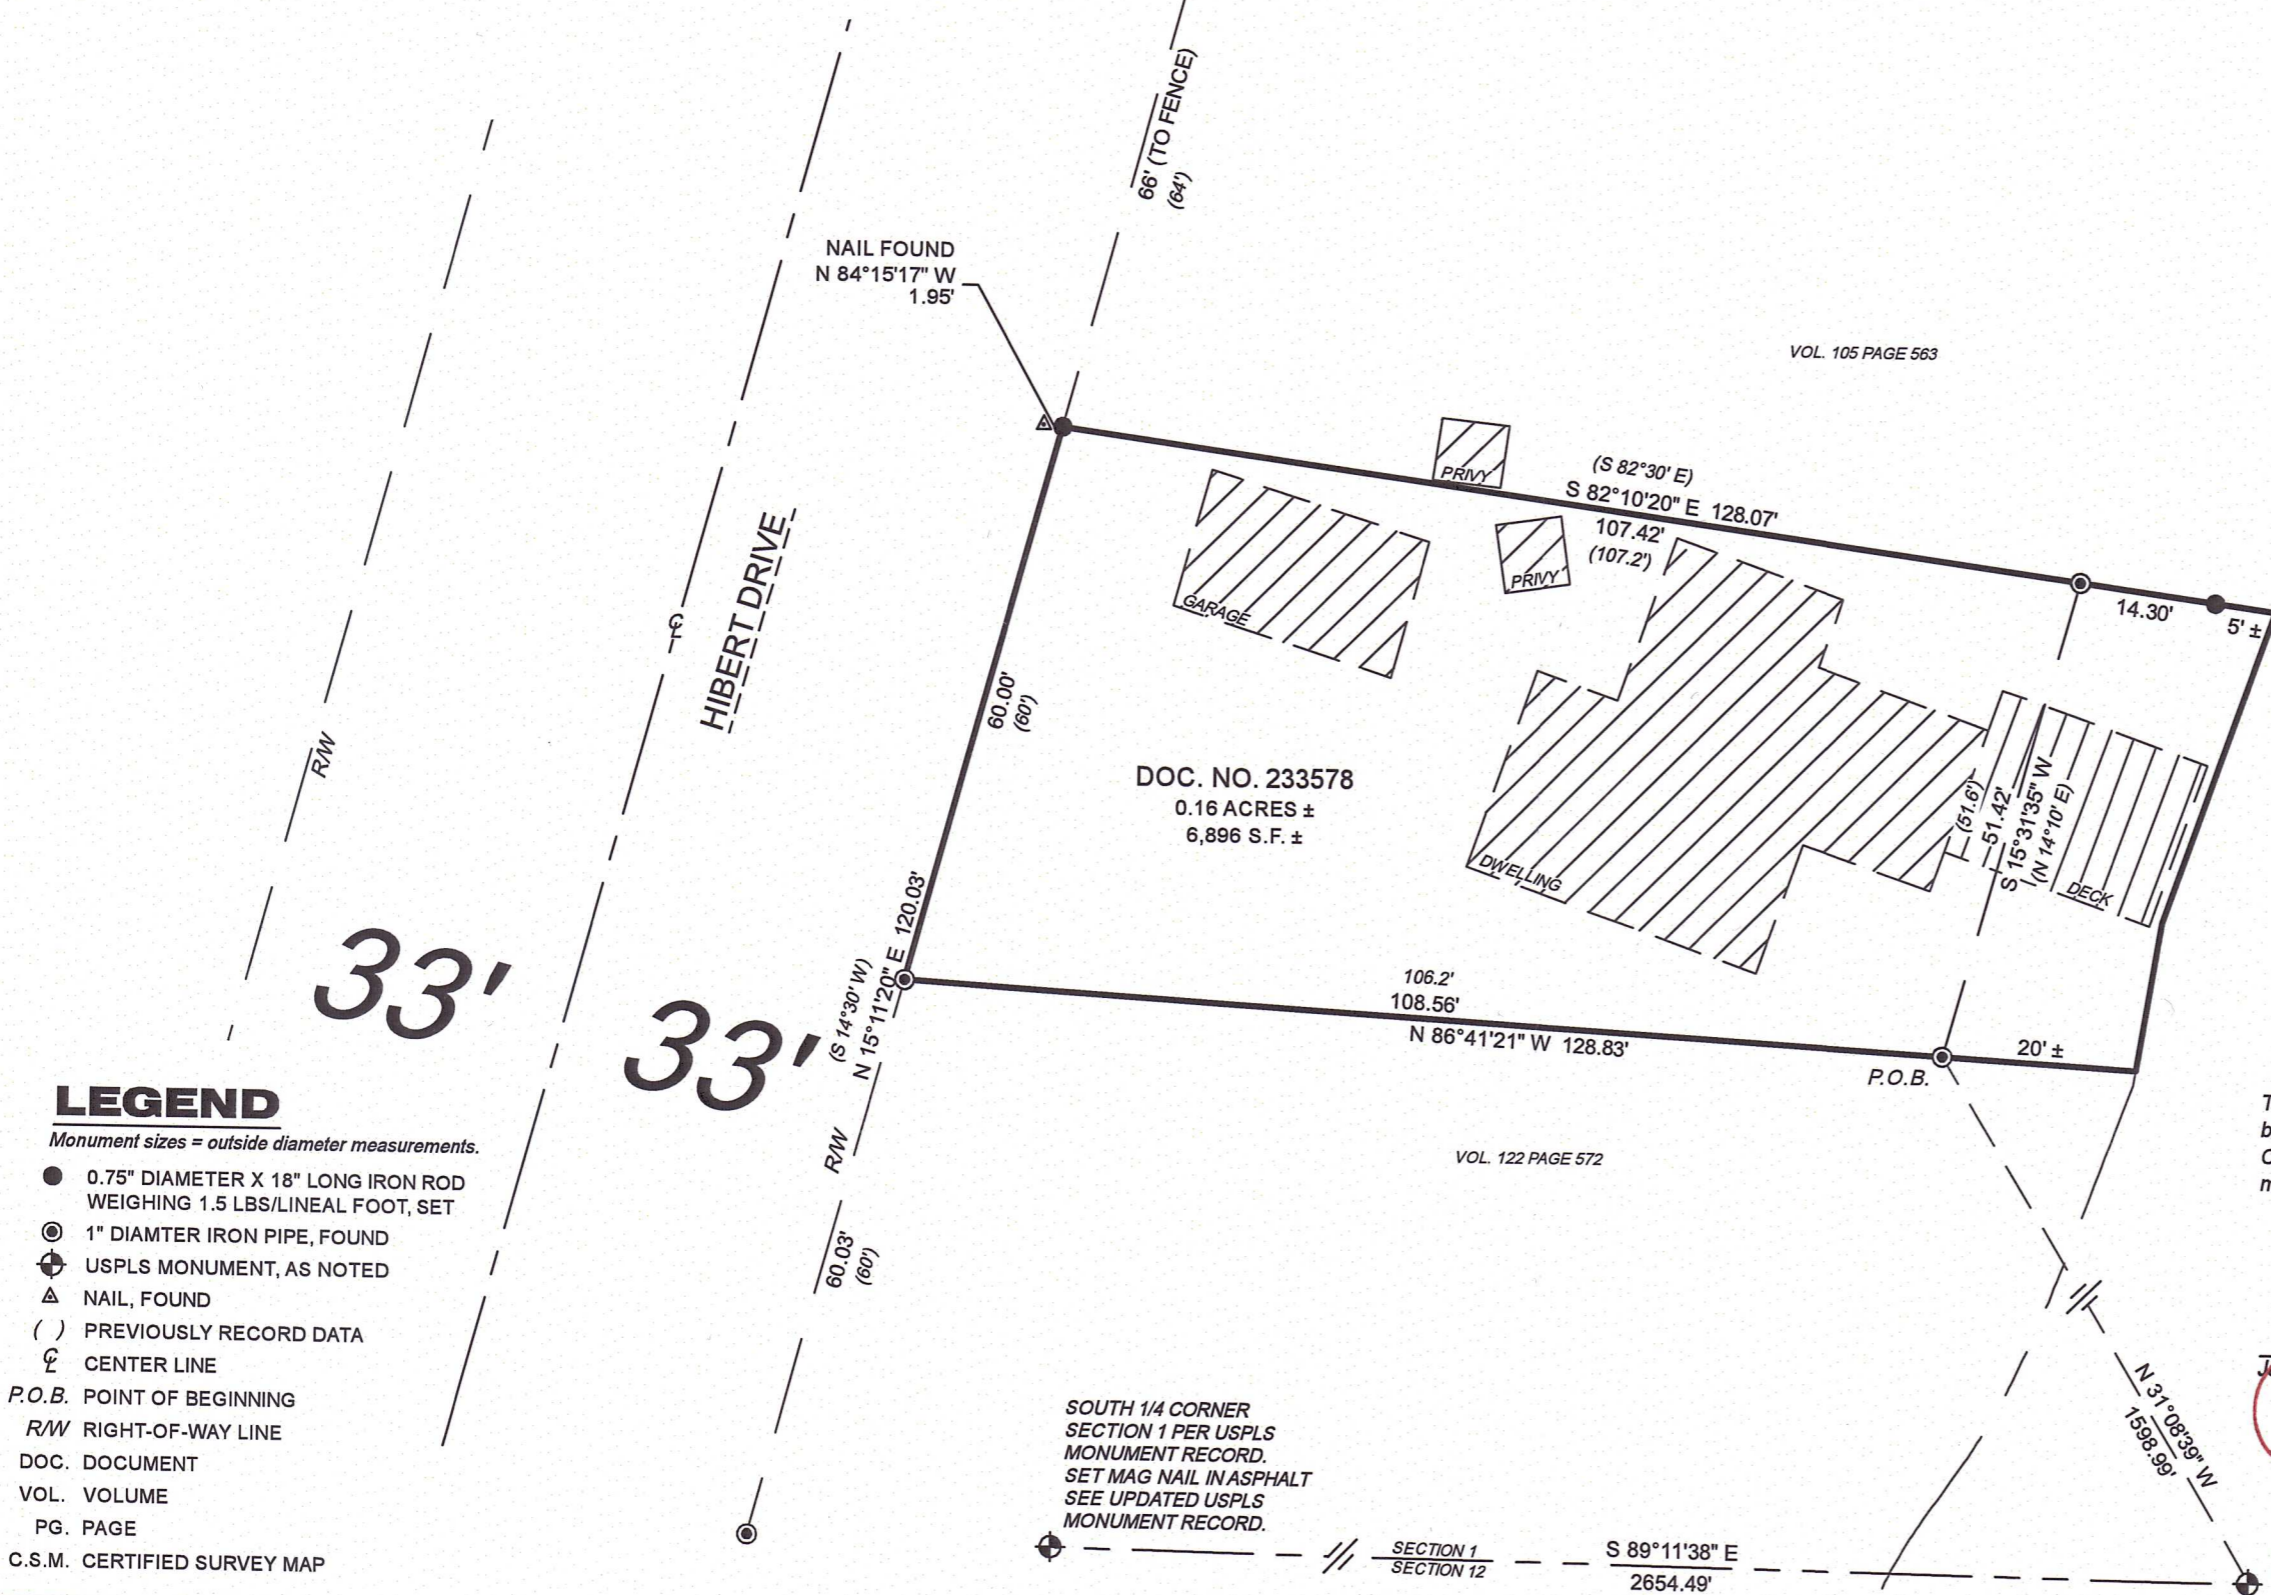 66' (TO FENCE)
(64')
NAIL FOUND
N 84°15'17" W
1.95'
VOL. 105 PAGE 563
PRIVY
(S 82°30' E)
S 82°10'20" E 128.07'
107.42'
(107.2')
PRIVY
GARAGE
14.30'
5' ±
℄
HIBERT DRIVE
60.00'
(60')
R/W
DOC. NO. 233578
0.16 ACRES ±
6,896 S.F. ±
(51.6')
51.42'
S 15°31'35" W
(N 14°10' E)
DWELLING
DECK
33'
33'
(S 14°30' W)
N 15°11'20" E 120.03'
106.2'
108.56'
N 86°41'21" W 128.83'
20' ±
P.O.B.
R/W
VOL. 122 PAGE 572
60.03'
(60')
LEGEND
Monument sizes = outside diameter measurements.
0.75" DIAMETER X 18" LONG IRON ROD
WEIGHING 1.5 LBS/LINEAL FOOT, SET
1" DIAMTER IRON PIPE, FOUND
USPLS MONUMENT, AS NOTED
NAIL, FOUND
( ) PREVIOUSLY RECORD DATA
℄ CENTER LINE
P.O.B. POINT OF BEGINNING
R/W RIGHT-OF-WAY LINE
DOC. DOCUMENT
VOL. VOLUME
PG. PAGE
C.S.M. CERTIFIED SURVEY MAP
SOUTH 1/4 CORNER
SECTION 1 PER USPLS
MONUMENT RECORD.
SET MAG NAIL IN ASPHALT
SEE UPDATED USPLS
MONUMENT RECORD.
N 31°08'39" W
1598.99'
SECTION 1
SECTION 12
S 89°11'38" E
2654.49'